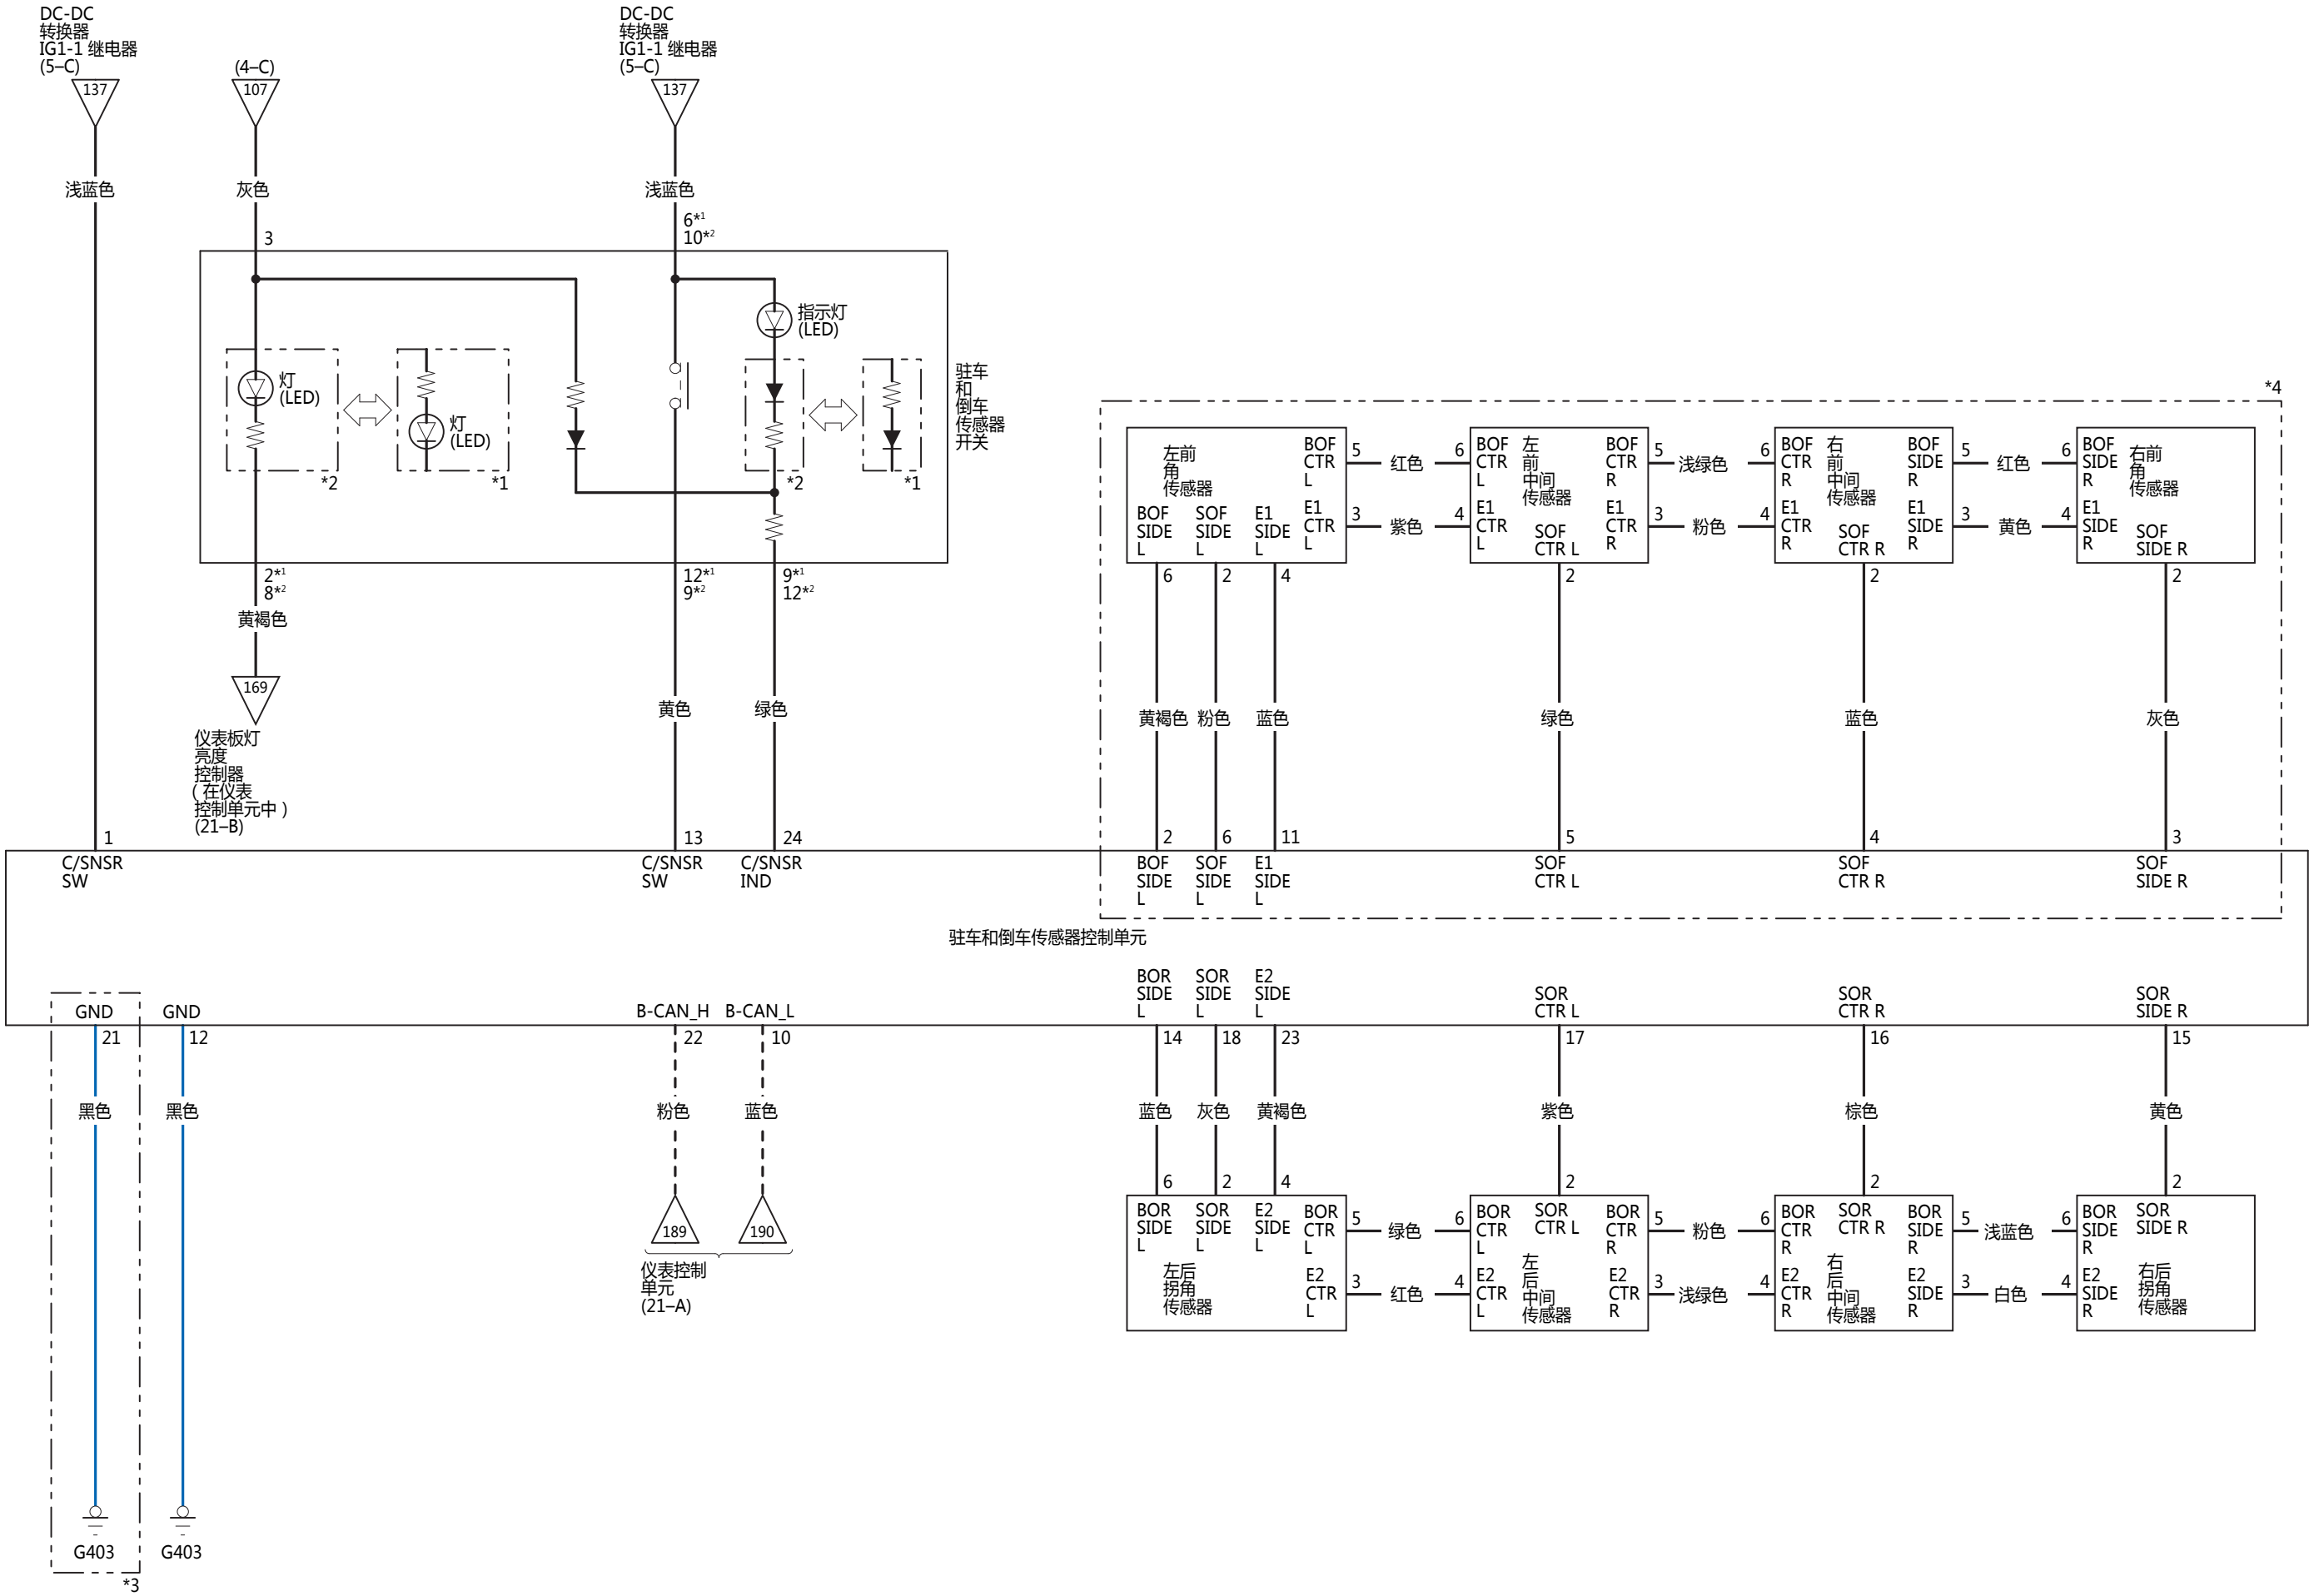 DC-DC
转换器
IG1-1 继电器
(5–C)
137
(4–C)
107
DC-DC
转换器
IG1-1 继电器
(5–C)
137
浅蓝色
灰色
浅蓝色
3
6*1
10*2
指示灯
(LED)
灯
(LED)
*2
灯
(LED)
*1
*2
*1
驻车
和
倒车
传感器
开关
2*1
8*2
12*1
9*2
9*1
12*2
黄褐色
169
仪表板灯
亮度
控制器
( 在仪表
控制单元中 )
(21–B)
黄色
绿色
*4
左前
角
传感器
BOF
CTR
L
E1
CTR
L
BOF
SIDE
L
SOF
SIDE
L
E1
SIDE
L
5
红色
6
3
紫色
4
BOF
CTR
L
E1
CTR
L
左
前
中间
传感器
SOF
CTR L
BOF
CTR
R
E1
CTR
R
5
浅绿色
6
3
粉色
4
BOF
CTR
R
E1
CTR
R
右
前
中间
传感器
SOF
CTR R
BOF
SIDE
R
E1
SIDE
R
5
红色
6
3
黄色
4
BOF
SIDE
R
E1
SIDE
R
右前
角
传感器
SOF
SIDE R
6
2
4
2
2
2
黄褐色
粉色
蓝色
绿色
蓝色
灰色
1
13
24
2
6
11
5
4
3
C/SNSR
SW
C/SNSR
SW
C/SNSR
IND
BOF
SIDE
L
SOF
SIDE
L
E1
SIDE
L
SOF
CTR L
SOF
CTR R
SOF
SIDE R
驻车和倒车传感器控制单元
GND
GND
B-CAN_H
B-CAN_L
BOR
SIDE
L
SOR
SIDE
L
E2
SIDE
L
SOR
CTR L
SOR
CTR R
SOR
SIDE R
21
12
22
10
14
18
23
17
16
15
黑色
黑色
粉色
蓝色
蓝色
灰色
黄褐色
紫色
棕色
黄色
189
190
仪表控制
单元
(21–A)
6
2
4
2
2
2
BOR
SIDE
L
SOR
SIDE
L
E2
SIDE
L
BOR
CTR
L
E2
CTR
L
左后
拐角
传感器
5
绿色
6
3
红色
4
BOR
CTR
L
E2
CTR
L
SOR
CTR L
左
后
中间
传感器
BOR
CTR
R
E2
CTR
R
5
粉色
6
3
浅绿色
4
BOR
CTR
R
E2
CTR
R
SOR
CTR R
右
后
中间
传感器
BOR
SIDE
R
E2
SIDE
R
5
浅蓝色
6
3
白色
4
BOR
SIDE
R
E2
SIDE
R
SOR
SIDE R
右后
拐角
传感器
G403
G403
*3